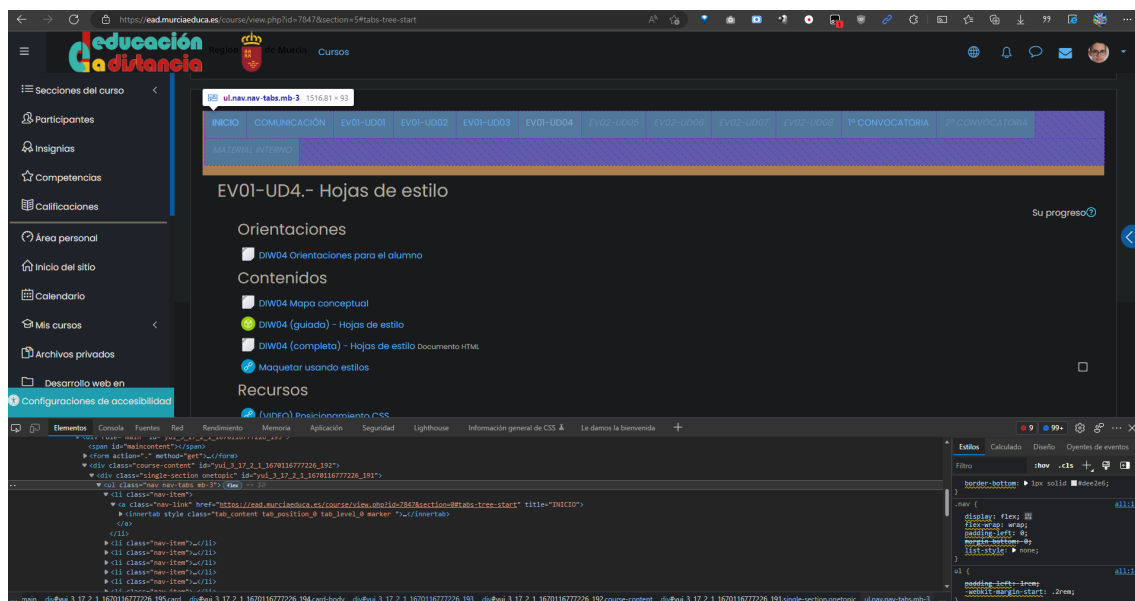 https://ead.murciaeduca.es/course/view.php?id=7847&section=5#tabs-tree-start
educación
a distancia
Región de Murcia
Cursos
Secciones del curso
Participantes
Insignias
Competencias
Calificaciones
Área personal
Inicio del sitio
Calendario
Mis cursos
Archivos privados
Desarrollo web en
Configuraciones de accesibilidad
ul.nav.nav-tabs.mb-3 1516.81 × 93
INICIO COMUNICACIÓN EV01-UD01 EV01-UD02 EV01-UD03 EV01-UD04 EV02-UD05 EV02-UD06 EV02-UD07 EV02-UD08 1ª CONVOCATORIA 2ª CONVOCATORIA
MATERIAL INTERNO
EV01-UD4.- Hojas de estilo
Su progreso
Orientaciones
DIW04 Orientaciones para el alumno
Contenidos
DIW04 Mapa conceptual
DIW04 (guiada) - Hojas de estilo
DIW04 (completa) - Hojas de estilo Documento HTML
Maquetar usando estilos
Recursos
(VIDEO) Posicionamiento CSS
Elementos Consola Fuentes Red Rendimiento Memoria Aplicación Seguridad Lighthouse Información general de CSS Le damos la bienvenida
9 99+
<span id="maincontent"></span>
<form action="." method="get">…</form>
<div class="course-content" id="yui_3_17_2_1_1670116777226_192">
<div class="single-section onetopic" id="yui_3_17_2_1_1670116777226_191">
<ul class="nav nav-tabs mb-3"> flex == $0
<li class="nav-item">
<a class="nav-link" href="https://ead.murciaeduca.es/course/view.php?id=7847&section=0#tabs-tree-start" title="INICIO">
<innertab style class="tab_content tab_position_0 tab_level_0 marker ">…</innertab>
</a>
</li>
<li class="nav-item">…</li>
<li class="nav-item">…</li>
<li class="nav-item">…</li>
<li class="nav-item">…</li>
Estilos Calculado Diseño Oyentes de eventos
Filtro :hov .cls
border-bottom: 1px solid #dee2e6;
}
.nav { all:1
display: flex;
flex-wrap: wrap;
padding-left: 0;
margin-bottom: 0;
list-style: none;
}
ul { all:1
padding-left: 1rem;
-webkit-margin-start: .2rem;